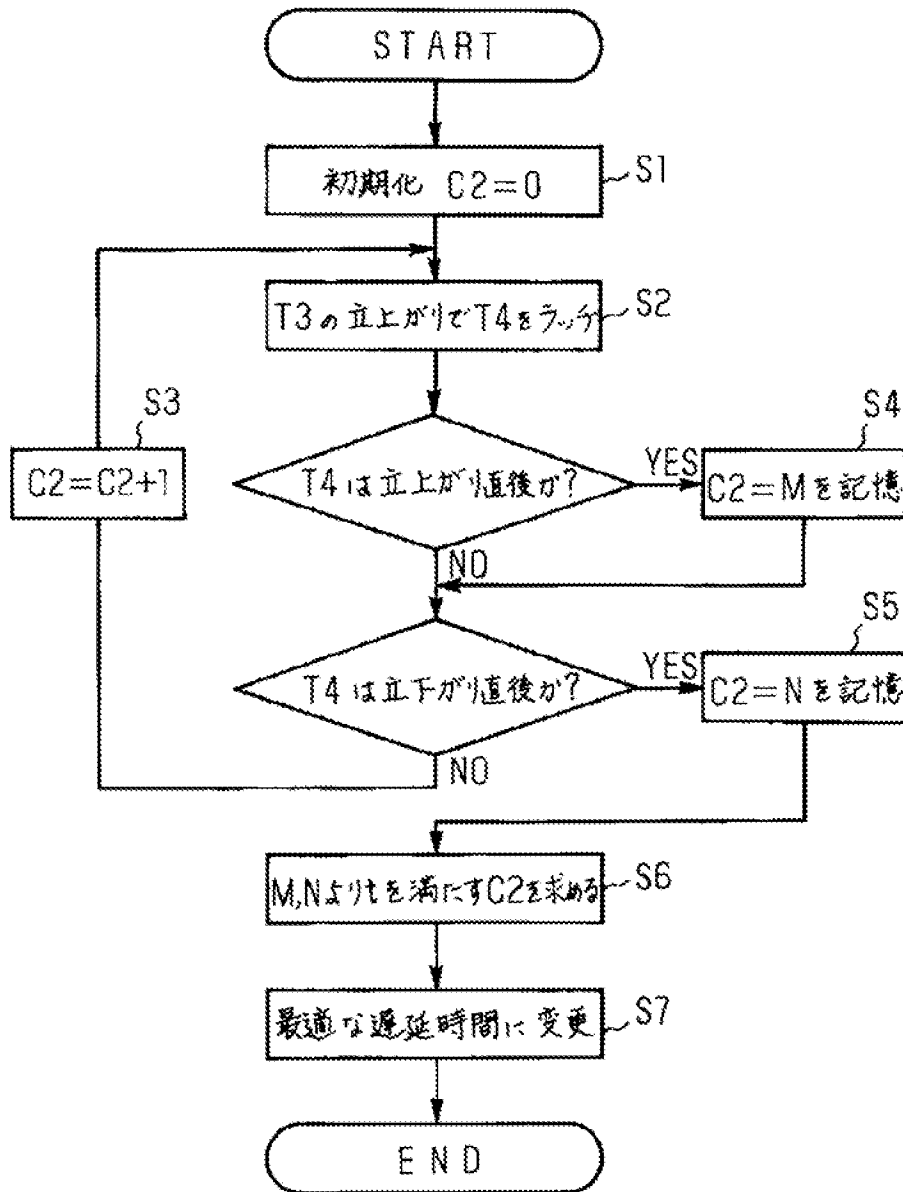 START
初期化 C2=0
S1
T3の立上がりでT4をラッチ
S2
S3
C2=C2+1
T4は立上がり直後か?
YES
S4
C2=Mを記憶
NO
T4は立下がり直後か?
YES
S5
C2=Nを記憶
NO
M,Nよりtを満たすC2を求める
S6
最適な遅延時間に変更
S7
END